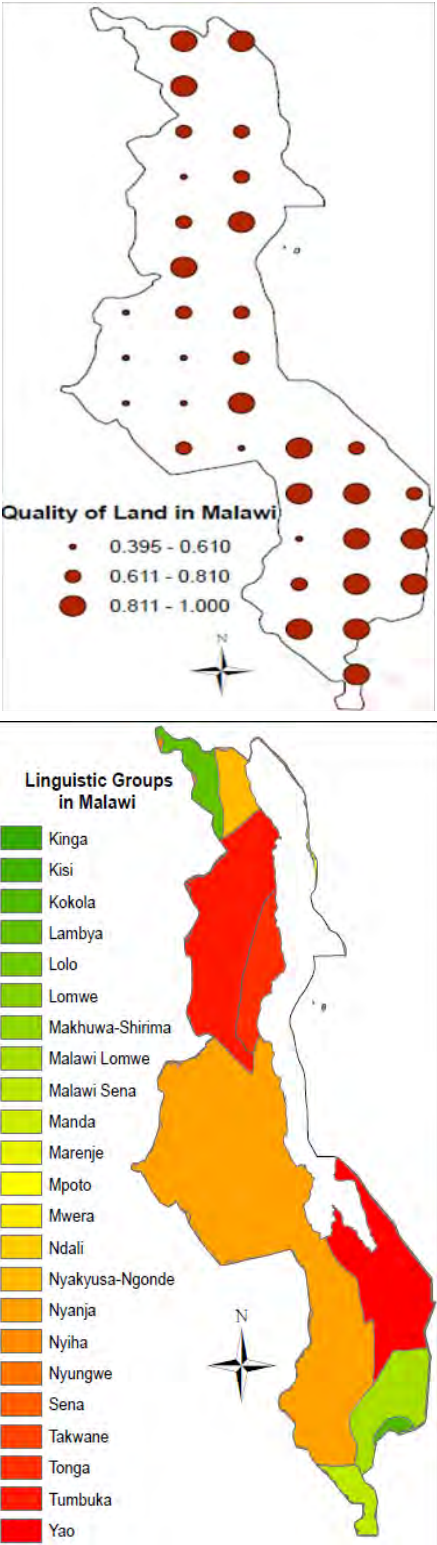 Quality of Land in Malawi
0.395 - 0.610
0.611 - 0.810
0.811 - 1.000
N
Linguistic Groups
in Malawi
Kinga
Kisi
Kokola
Lambya
Lolo
Lomwe
Makhuwa-Shirima
Malawi Lomwe
Malawi Sena
Manda
Marenje
Mpoto
Mwera
Ndali
Nyakyusa-Ngonde
Nyanja
Nyiha
Nyungwe
Sena
Takwane
Tonga
Tumbuka
Yao
N